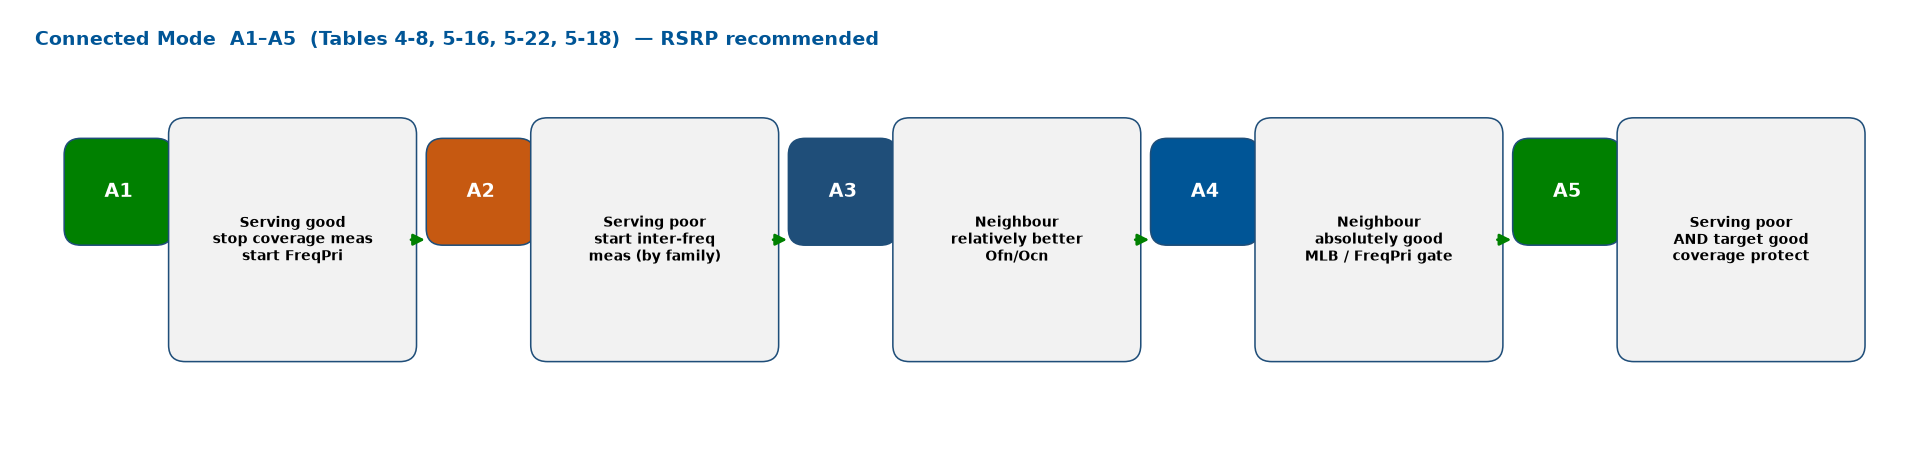 Connected Mode  A1–A5  (Tables 4-8, 5-16, 5-22, 5-18)  — RSRP recommended
A1
Serving good
stop coverage meas
start FreqPri
A2
Serving poor
start inter-freq
meas (by family)
A3
Neighbour
relatively better
Ofn/Ocn
A4
Neighbour
absolutely good
MLB / FreqPri gate
A5
Serving poor
AND target good
coverage protect